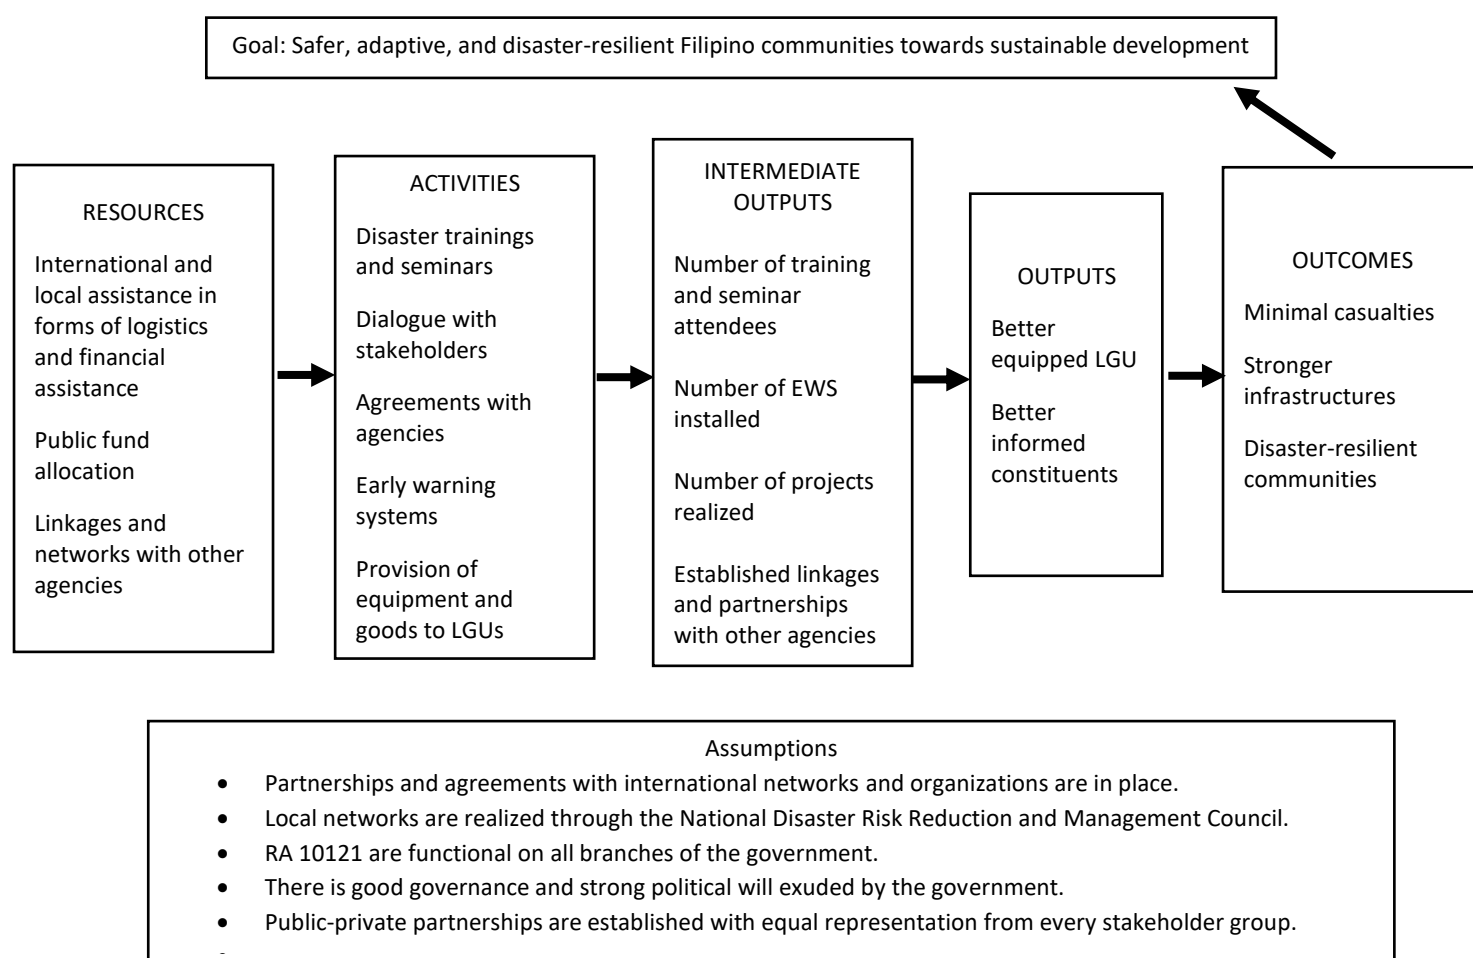 Goal: Safer, adaptive, and disaster-resilient Filipino communities towards sustainable development
RESOURCES
International and
local assistance in
forms of logistics
and financial
assistance
Public fund
allocation
Linkages and
networks with other
agencies
ACTIVITIES
Disaster trainings
and seminars
Dialogue with
stakeholders
Agreements with
agencies
Early warning
systems
Provision of
equipment and
goods to LGUs
INTERMEDIATE
OUTPUTS
Number of training
and seminar
attendees
Number of EWS
installed
Number of projects
realized
Established linkages
and partnerships
with other agencies
OUTPUTS
Better
equipped LGU
Better
informed
constituents
OUTCOMES
Minimal casualties
Stronger
infrastructures
Disaster-resilient
communities
Assumptions
• Partnerships and agreements with international networks and organizations are in place.
• Local networks are realized through the National Disaster Risk Reduction and Management Council.
• RA 10121 are functional on all branches of the government.
• There is good governance and strong political will exuded by the government.
• Public-private partnerships are established with equal representation from every stakeholder group.